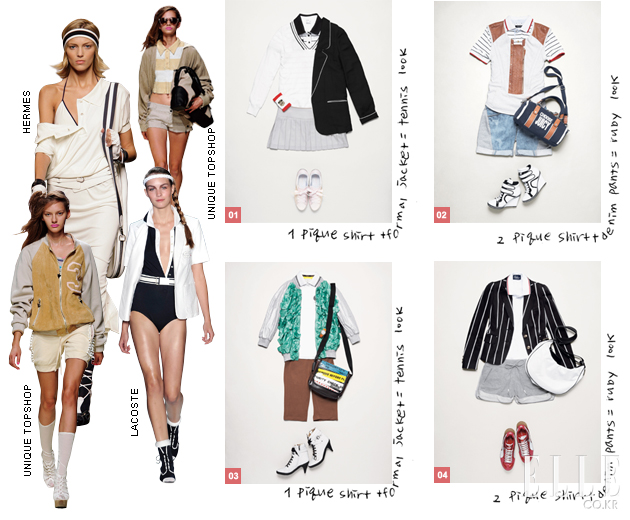 HERMES
UNIQUE TOPSHOP
UNIQUE TOPSHOP
LACOSTE
01
1 pique shirt +formal jacket = tennis look
02
2 pique shirt+denim pants = ruby look
03
1 pique shirt +formal jacket = tennis look
04
2 pique shirt+denim pants = ruby look
ELLE
CO.KR